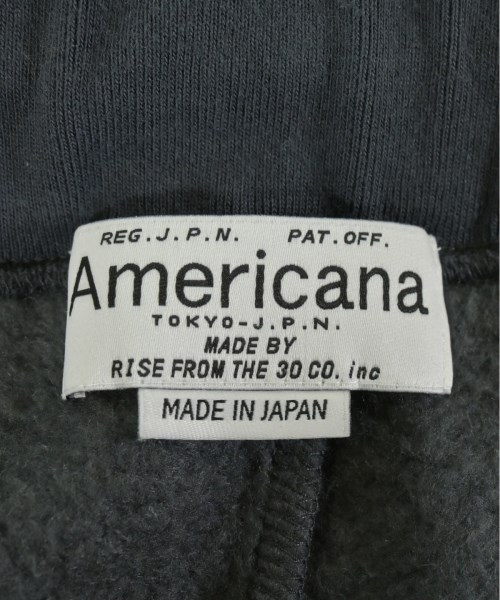 REG.J.P.N. PAT.OFF.
Americana
TOKYO-J.P.N.
MADE BY
RISE FROM THE 30 CO. inc
MADE IN JAPAN